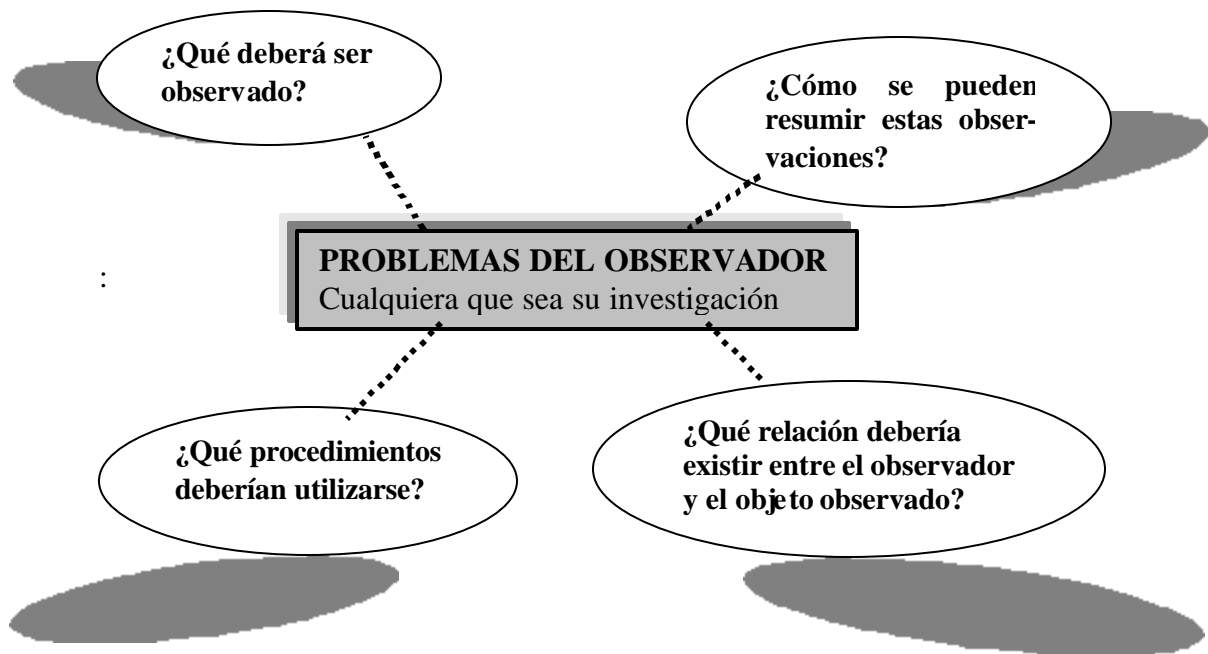 ¿Qué deberá ser
observado?
¿Cómo se pueden
resumir estas obser-
vaciones?
PROBLEMAS DEL OBSERVADOR
Cualquiera que sea su investigación
:
¿Qué procedimientos
deberían utilizarse?
¿Qué relación debería
existir entre el observador
y el objeto observado?